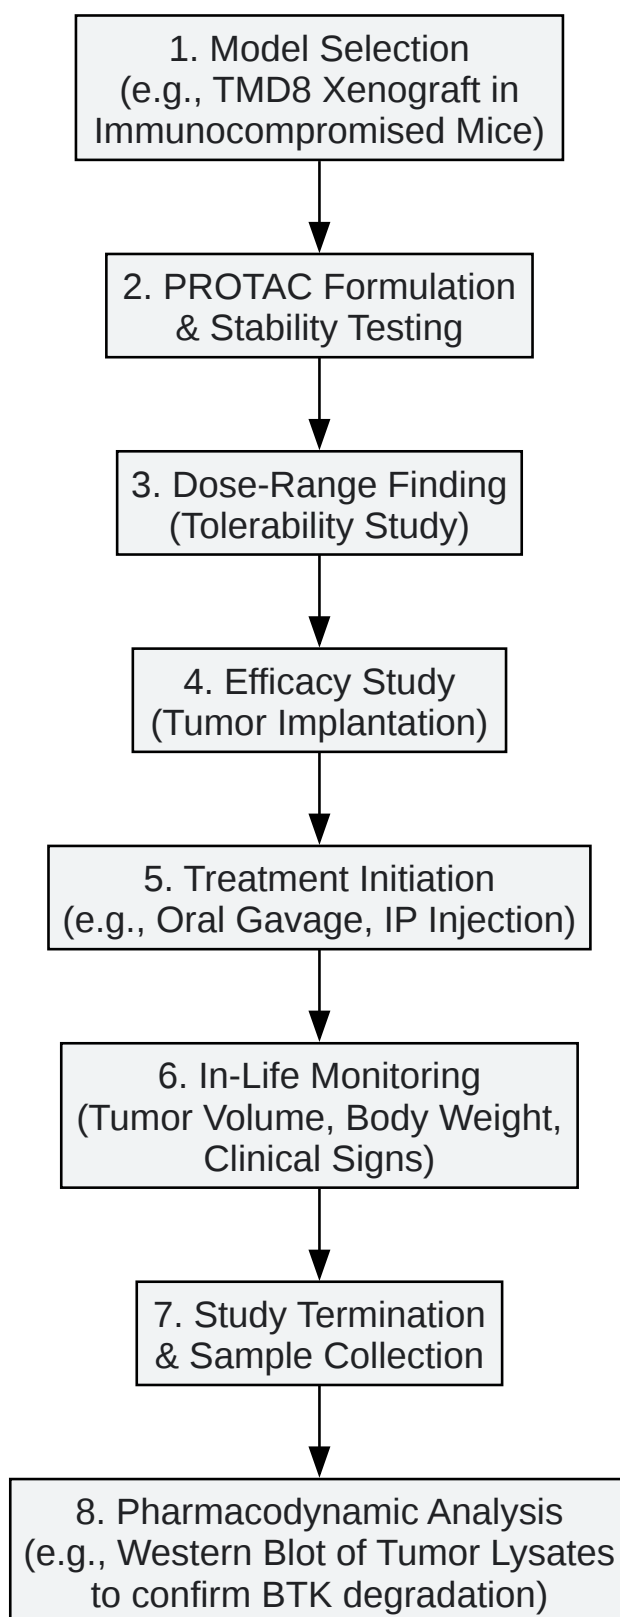 1. Model Selection
(e.g., TMD8 Xenograft in
Immunocompromised Mice)
2. PROTAC Formulation
& Stability Testing
3. Dose-Range Finding
(Tolerability Study)
4. Efficacy Study
(Tumor Implantation)
5. Treatment Initiation
(e.g., Oral Gavage, IP Injection)
6. In-Life Monitoring
(Tumor Volume, Body Weight,
Clinical Signs)
7. Study Termination
& Sample Collection
8. Pharmacodynamic Analysis
(e.g., Western Blot of Tumor Lysates
to confirm BTK degradation)